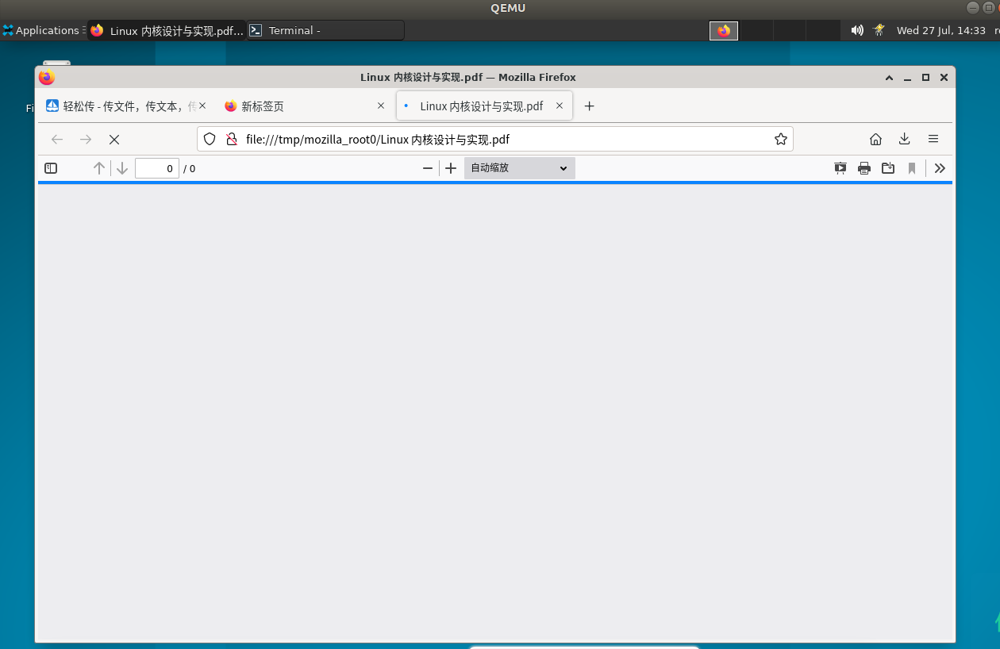 QEMU
Applications
Linux 内核设计与实现.pdf...
Terminal -
Wed 27 Jul, 14:33
Linux 内核设计与实现.pdf — Mozilla Firefox
轻松传 - 传文件，传文本，传
新标签页
Linux 内核设计与实现.pdf
file:///tmp/mozilla_root0/Linux 内核设计与实现.pdf
0 / 0
自动缩放